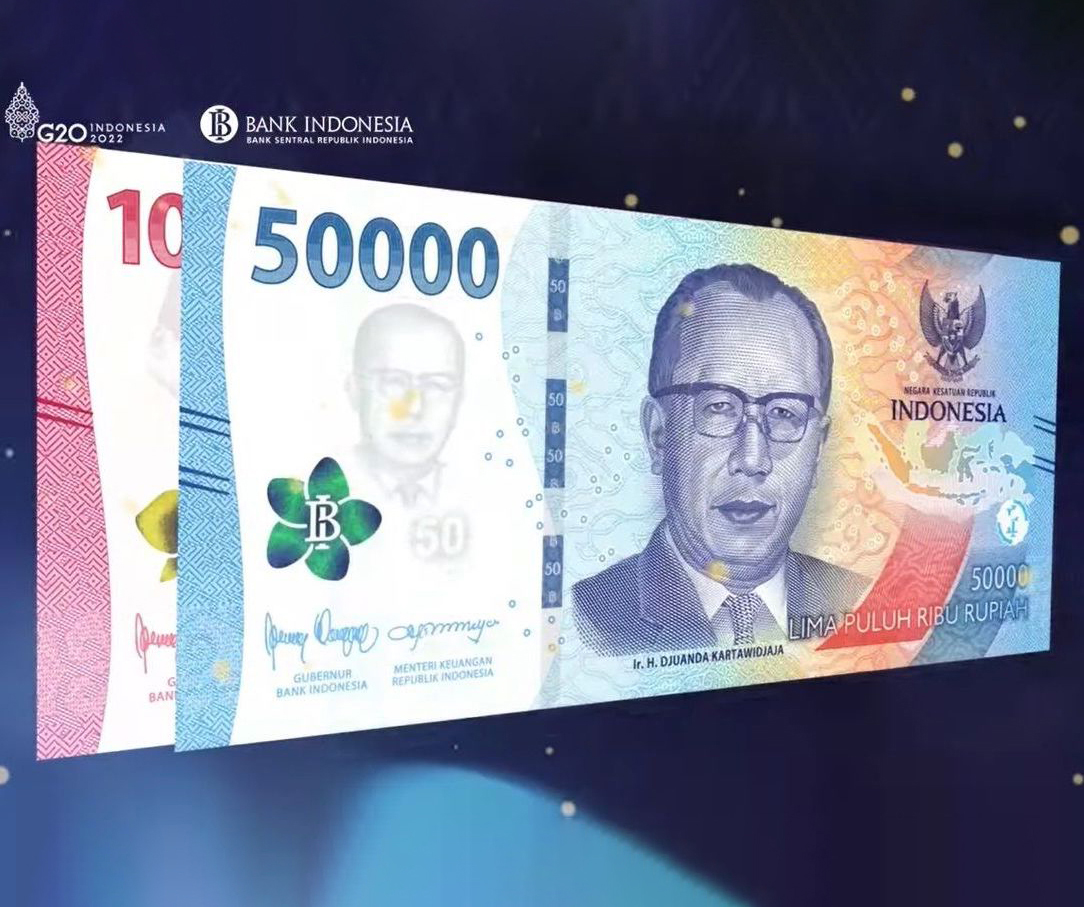 G20 INDONESIA
2022
BANK INDONESIA
BANK SENTRAL REPUBLIK INDONESIA
10
50000
50
50
50
50
50
NEGARA KESATUAN REPUBLIK
INDONESIA
50000
LIMA PULUH RIBU RUPIAH
Ir. H. DJUANDA KARTAWIDJAJA
GUBERNUR
BANK INDONESIA
MENTERI KEUANGAN
REPUBLIK INDONESIA
G
BAN